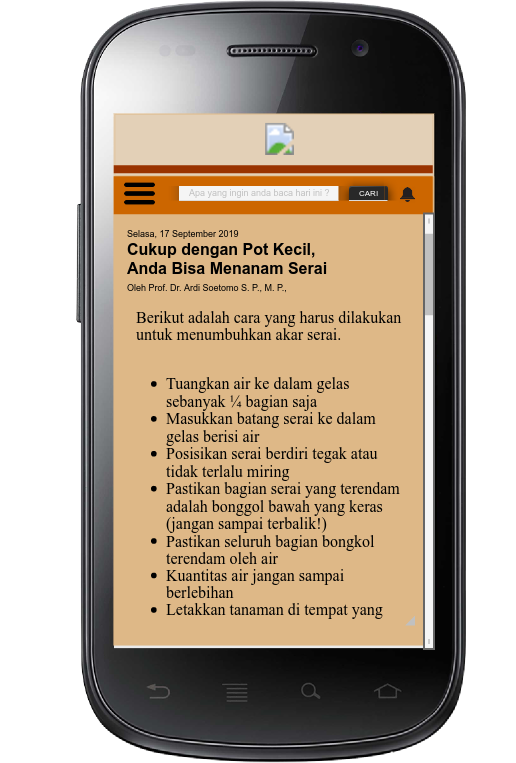 Apa yang ingin anda baca hari ini ?
CARI
Selasa, 17 September 2019
Cukup dengan Pot Kecil,
Anda Bisa Menanam Serai
Oleh Prof. Dr. Ardi Soetomo S. P., M. P.,
Berikut adalah cara yang harus dilakukan
untuk menumbuhkan akar serai.
Tuangkan air ke dalam gelas
sebanyak ¼ bagian saja
Masukkan batang serai ke dalam
gelas berisi air
Posisikan serai berdiri tegak atau
tidak terlalu miring
Pastikan bagian serai yang terendam
adalah bonggol bawah yang keras
(jangan sampai terbalik!)
Pastikan seluruh bagian bongkol
terendam oleh air
Kuantitas air jangan sampai
berlebihan
Letakkan tanaman di tempat yang